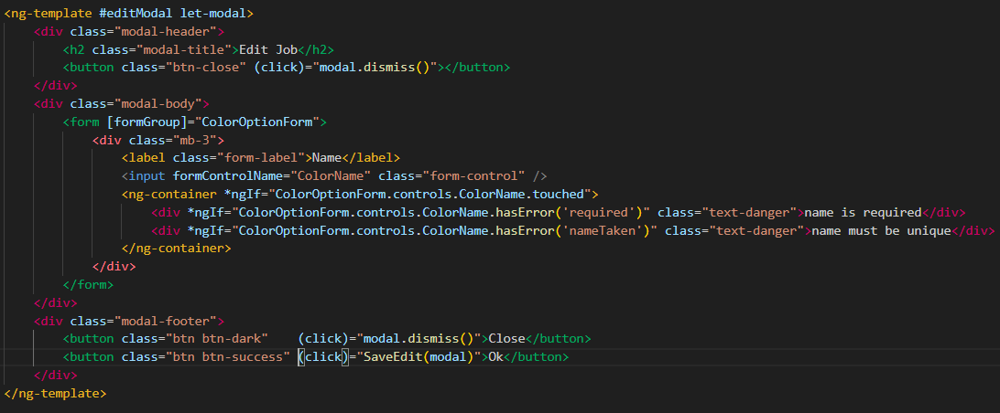 <ng-template #editModal let-modal>
    <div class="modal-header">
        <h2 class="modal-title">Edit Job</h2>
        <button class="btn-close" (click)="modal.dismiss()"></button>
    </div>
    <div class="modal-body">
        <form [formGroup]="ColorOptionForm">
            <div class="mb-3">
                <label class="form-label">Name</label>
                <input formControlName="ColorName" class="form-control" />
                <ng-container *ngIf="ColorOptionForm.controls.ColorName.touched">
                    <div *ngIf="ColorOptionForm.controls.ColorName.hasError('required')" class="text-danger">name is required</div>
                    <div *ngIf="ColorOptionForm.controls.ColorName.hasError('nameTaken')" class="text-danger">name must be unique</div>
                </ng-container>
            </div>
        </form>
    </div>
    <div class="modal-footer">
        <button class="btn btn-dark"    (click)="modal.dismiss()">Close</button>
        <button class="btn btn-success" (click)="SaveEdit(modal)">Ok</button>
    </div>
</ng-template>